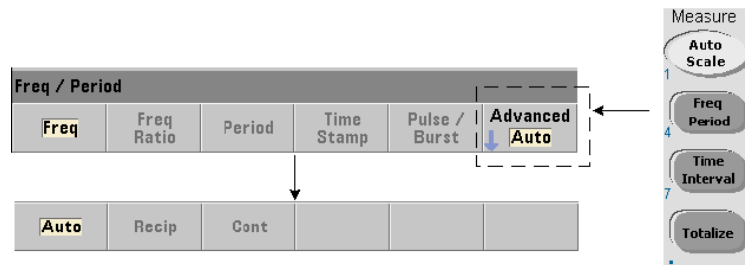 Measure
Auto
Scale
1
Freq / Period
Freq
Freq
Ratio
Period
Time
Stamp
Pulse /
Burst
Advanced
Auto
Freq
Period
4
Time
Interval
7
Auto
Recip
Cont
Totalize